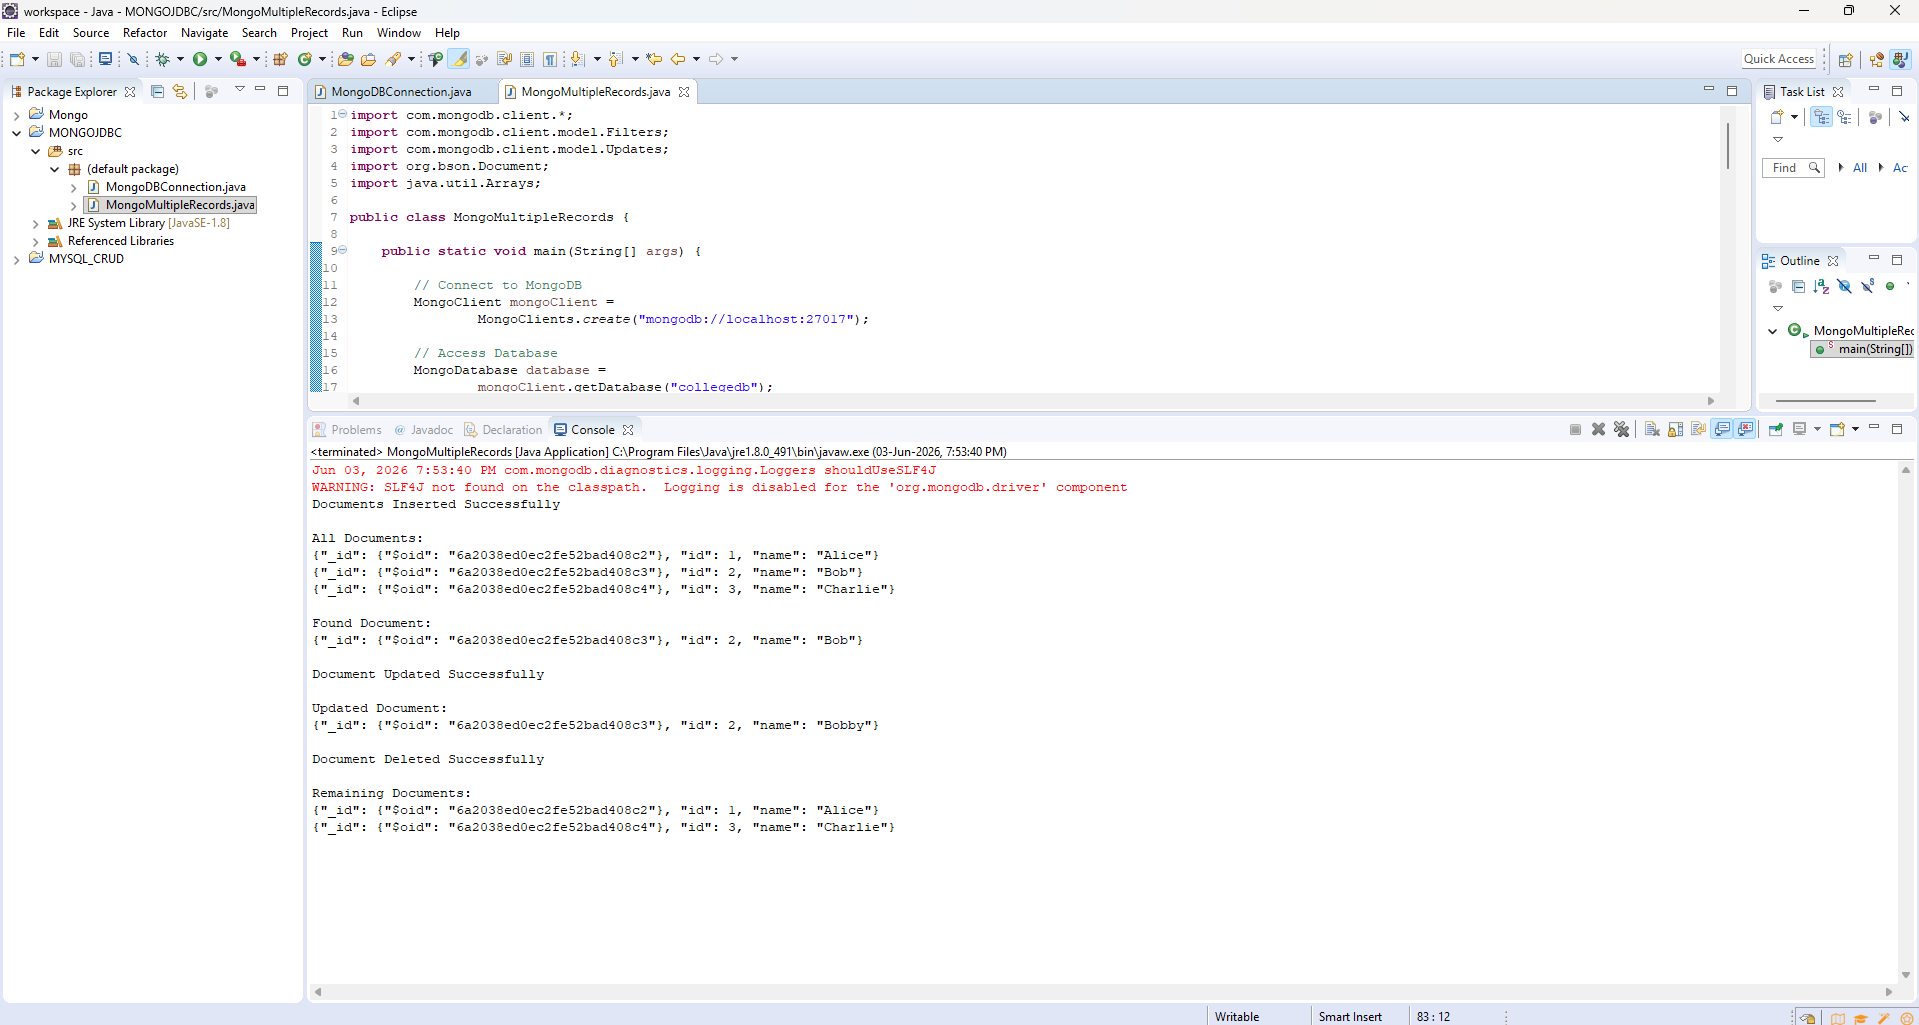 workspace - Java - MONGOJDBC/src/MongoMultipleRecords.java - Eclipse
File Edit Source Refactor Navigate Search Project Run Window Help
Quick Access
Package Explorer
Mongo
MONGOJDBC
src
(default package)
MongoDBConnection.java
MongoMultipleRecords.java
JRE System Library [JavaSE-1.8]
Referenced Libraries
MYSQL_CRUD
MongoDBConnection.java MongoMultipleRecords.java
1 import com.mongodb.client.*;
2 import com.mongodb.client.model.Filters;
3 import com.mongodb.client.model.Updates;
4 import org.bson.Document;
5 import java.util.Arrays;
6
7 public class MongoMultipleRecords {
8
9 public static void main(String[] args) {
10
11 // Connect to MongoDB
12 MongoClient mongoClient =
13 MongoClients.create("mongodb://localhost:27017");
14
15 // Access Database
16 MongoDatabase database =
17 mongoClient.getDatabase("collegedb");
Task List
Find All Ac
Outline
MongoMultipleRec
main(String[])
Problems @ Javadoc Declaration Console
<terminated> MongoMultipleRecords [Java Application] C:\Program Files\Java\jre1.8.0_491\bin\javaw.exe (03-Jun-2026, 7:53:40 PM)
Jun 03, 2026 7:53:40 PM com.mongodb.diagnostics.logging.Loggers shouldUseSLF4J
WARNING: SLF4J not found on the classpath.  Logging is disabled for the 'org.mongodb.driver' component
Documents Inserted Successfully
All Documents:
{"_id": {"$oid": "6a2038ed0ec2fe52bad408c2"}, "id": 1, "name": "Alice"}
{"_id": {"$oid": "6a2038ed0ec2fe52bad408c3"}, "id": 2, "name": "Bob"}
{"_id": {"$oid": "6a2038ed0ec2fe52bad408c4"}, "id": 3, "name": "Charlie"}
Found Document:
{"_id": {"$oid": "6a2038ed0ec2fe52bad408c3"}, "id": 2, "name": "Bob"}
Document Updated Successfully
Updated Document:
{"_id": {"$oid": "6a2038ed0ec2fe52bad408c3"}, "id": 2, "name": "Bobby"}
Document Deleted Successfully
Remaining Documents:
{"_id": {"$oid": "6a2038ed0ec2fe52bad408c2"}, "id": 1, "name": "Alice"}
{"_id": {"$oid": "6a2038ed0ec2fe52bad408c4"}, "id": 3, "name": "Charlie"}
Writable Smart Insert 83 : 12